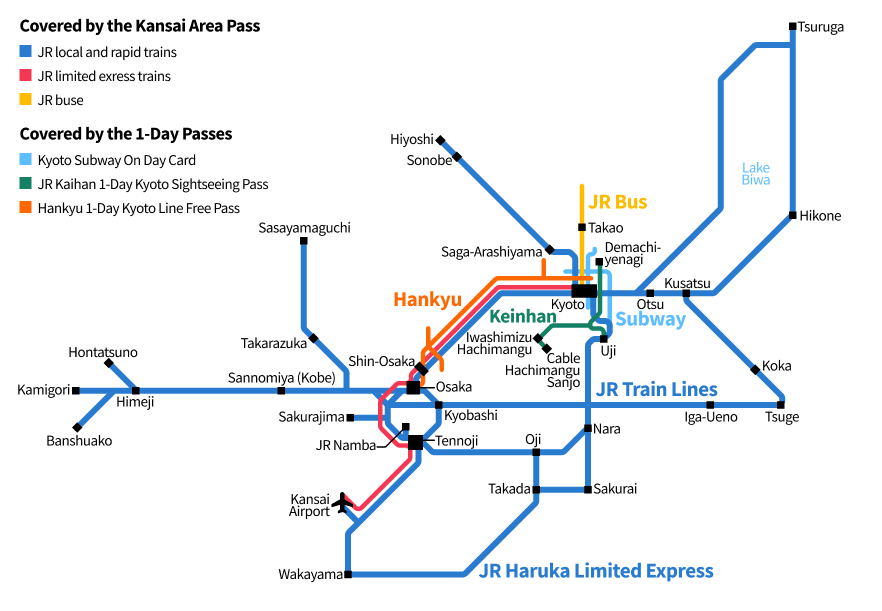 Covered by the Kansai Area Pass
JR local and rapid trains
JR limited exress trains
JR buse
Covered by the 1-Day Passes
Kyoto Subway On Day Card
JR Kaihan 1-Day Kyoto Sightseeing Pass
Hankyu 1-Day Kyoto Line Free Pass
Tsuruga
Hiyoshi
Sonobe
Lake
Biwa
JR Bus
Takao
Hikone
Sasayamaguchi
Saga-Arashiyama
Demachi-
yenagi
Kusatsu
Hankyu
Kyoto
Otsu
Keinhan
Subway
Takarazuka
Iwashimizu
Hachimangu
Uji
Hontatsuno
Shin-Osaka
Cable
Hachimangu
Sanjo
Koka
Sannomiya (Kobe)
Kamigori
Himeji
Osaka
JR Train Lines
Sakurajima
Kyobashi
Iga-Ueno
Tsuge
Banshuako
JR Namba
Tennoji
Oji
Nara
Kansai
Airport
Takada
Sakurai
Wakayama
JR Haruka Limited Express